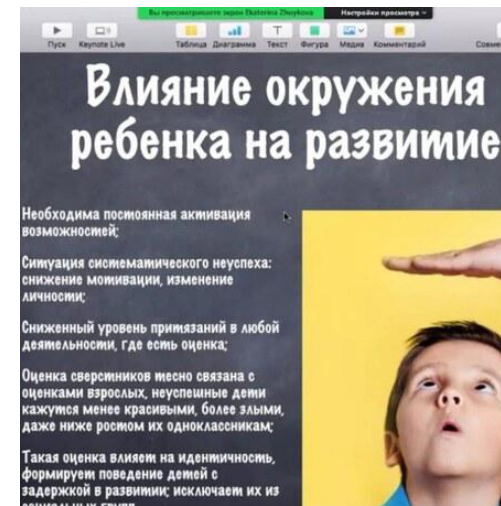 Вы просматриваете экран Ekaterina Zhuykova Настройки просмотра
Пуск Keynote Live Таблица Диаграмма Текст Фигура Медиа Комментарий
Влияние окружения
ребенка на развитие
Необходима постоянная активация
возможностей;
Ситуация систематического неуспеха:
снижение мотивации, изменение
личности;
Сниженный уровень притязаний в любой
деятельности, где есть оценка;
Оценка сверстников тесно связана с
оценками взрослых, неуспешные дети
кажутся менее красивыми, более злыми,
даже ниже ростом их одноклассникам;
Такая оценка влияет на идентичность,
формирует поведение детей с
задержкой в развитии; исключает их из